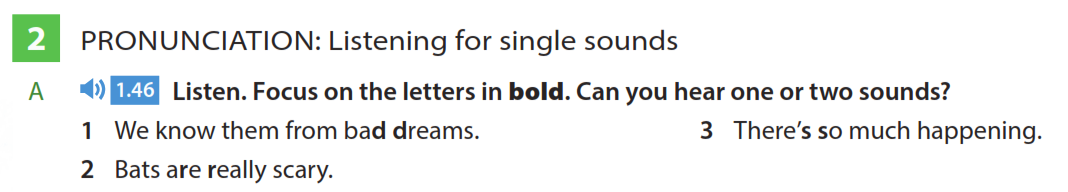 2 PRONUNCIATION: Listening for single sounds
A 1.46 Listen. Focus on the letters in bold. Can you hear one or two sounds?
1 We know them from bad dreams. 3 There's so much happening.
2 Bats are really scary.